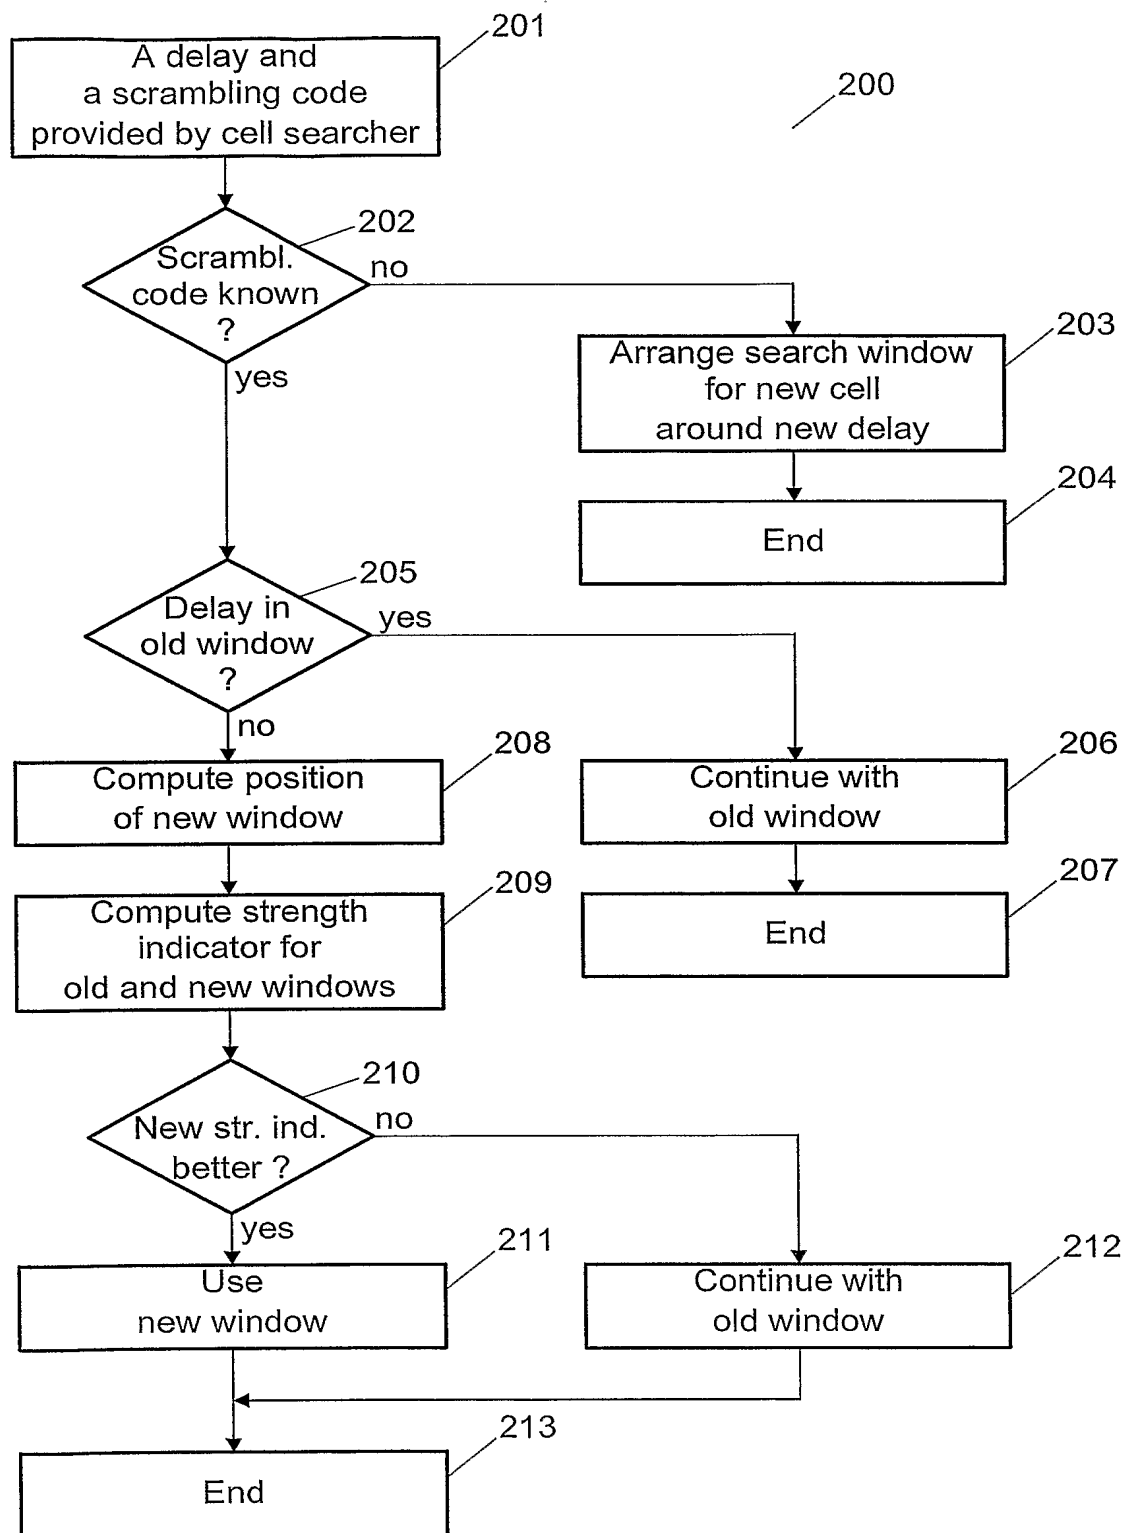 201
A delay and
a scrambling code
provided by cell searcher
200
202
Scrambl.
code known
?
no
yes
203
Arrange search window
for new cell
around new delay
204
End
205
Delay in
old window
?
yes
no
208
Compute position
of new window
206
Continue with
old window
209
Compute strength
indicator for
old and new windows
207
End
210
New str. ind.
better ?
no
yes
211
Use
new window
212
Continue with
old window
213
End